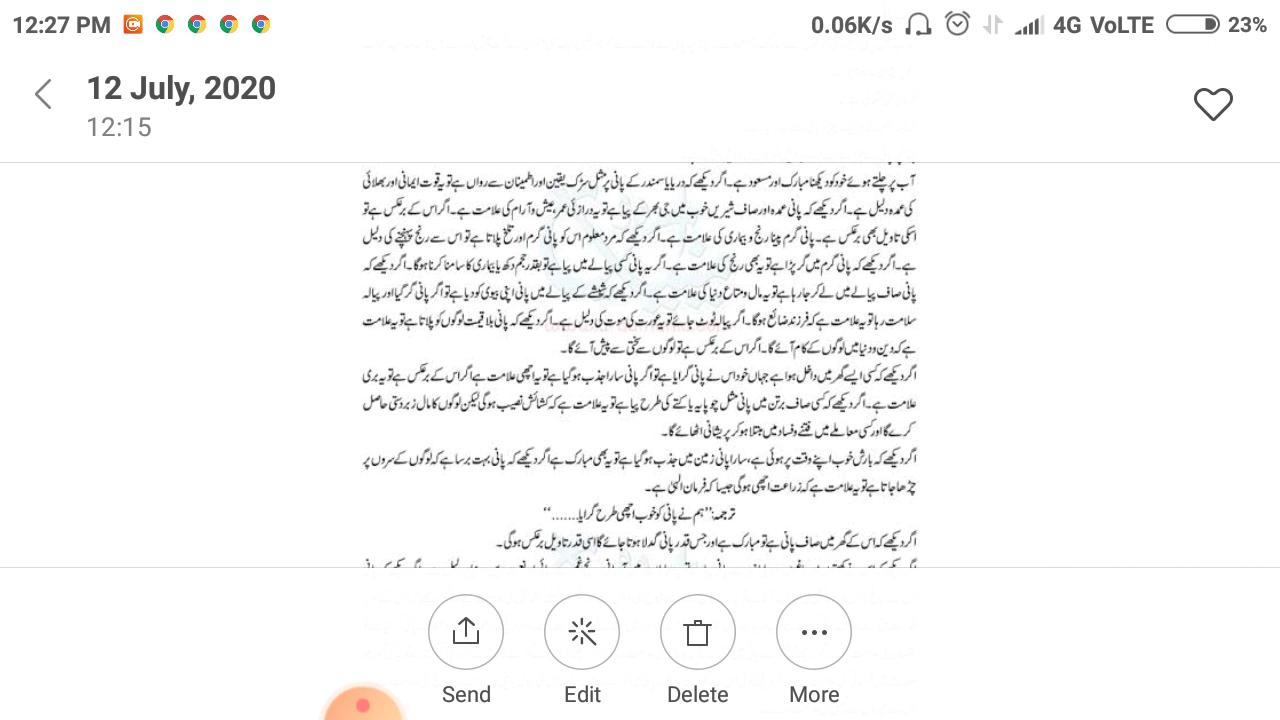 12:27 PM 0.06K/s 4G VoLTE 23%
12 July, 2020
12:15
آب پر چلتے ہوئے خود کو دیکھنا مبارک اور مسعود ہے۔ اگر دیکھے کہ دریا یا سمندر کے پانی پر مثل سڑک یقین اور اطمینان سے رواں ہے تو یہ قوت ایمانی اور بھلائی
کی عمدہ دلیل ہے۔ اگر دیکھے کہ پانی عمدہ اور صاف شیریں خوب میں جی بھر کے پیا ہے تو یہ درازئی عمر، عیش و آرام کی علامت ہے۔ اگر اس کے برعکس ہے تو
اسکی تاویل بھی برعکس ہے۔ پانی گرم پینا رنج و بیماری کی علامت ہے۔ اگر دیکھے کہ مرد معلوم اس کو پانی گرم اور تلخ پلاتا ہے تو اس سے رنج پہنچنے کی دلیل
ہے۔ اگر دیکھے کہ پانی گرم میں گر پڑا ہے تو یہ بھی رنج کی علامت ہے۔ اگر یہ پانی کسی پیالے میں پیا ہے تو بقدر حجم دکھ یا بیماری کا سامنا کرنا ہوگا۔ اگر دیکھے کہ
پانی صاف پیالے میں لے کر جا رہا ہے تو یہ مال و متاع دنیا کی علامت ہے۔ اگر دیکھے کہ شیشے کے پیالے میں پانی اپنی بیوی کو دیا ہے تو اگر پانی گر گیا اور پیالہ
سلامت رہا تو یہ علامت ہے کہ فرزند ضائع ہوگا۔ اگر پیالہ ٹوٹ جائے تو یہ عورت کی موت کی دلیل ہے۔ اگر دیکھے کہ پانی بلا قیمت لوگوں کو پلاتا ہے تو یہ علامت
ہے کہ دین و دنیا میں لوگوں کے کام آئے گا۔ اگر اس کے برعکس ہے تو لوگوں سے سختی سے پیش آئے گا۔
اگر دیکھے کہ کسی ایسے گھر میں داخل ہوا ہے جہاں خود اس نے پانی گرایا ہے تو اگر پانی سارا جذب ہو گیا ہے تو یہ اچھی علامت ہے اگر اس کے برعکس ہے تو یہ بری
علامت ہے۔ اگر دیکھے کہ کسی صاف برتن میں پانی مثل چوپایہ یا کتے کی طرح پیا ہے تو یہ علامت ہے کہ کشائش نصیب ہوگی لیکن لوگوں کا مال زبردستی حاصل
کرے گا اور کسی معاملے میں فتنے و فساد میں مبتلا ہو کر پریشانی اٹھائے گا۔
اگر دیکھے کہ بارش خوب اپنے وقت پر ہوئی ہے، سارا پانی زمین میں جذب ہو گیا ہے تو یہ بھی مبارک ہے اگر دیکھے کہ پانی بہت برسا ہے کہ لوگوں کے سروں پر
چڑھا جاتا ہے تو یہ علامت ہے کہ زراعت اچھی ہوگی جیسا کہ فرمان الٰہی ہے۔
ترجمہ: ’’ہم نے پانی کو خوب اچھی طرح گرایا.......‘‘
اگر دیکھے کہ اس کے گھر میں صاف پانی ہے تو مبارک ہے اور جس قدر پانی گدلا ہوتا جائے گا اسی قدر تاویل برعکس ہوگی۔
Send Edit Delete More